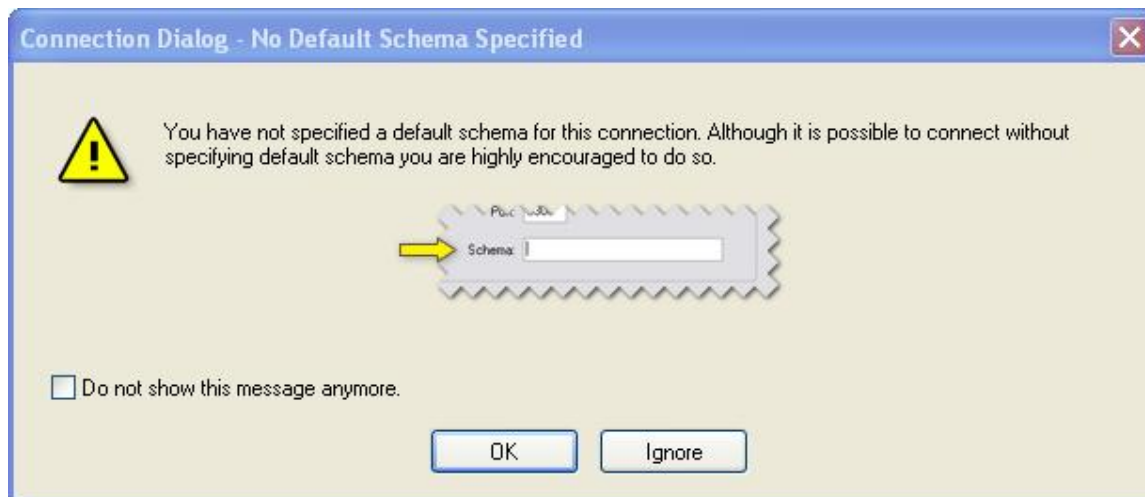 Connection Dialog - No Default Schema Specified
You have not specified a default schema for this connection. Although it is possible to connect without
specifying default schema you are highly encouraged to do so.
Schema:
Do not show this message anymore.
OK
Ignore